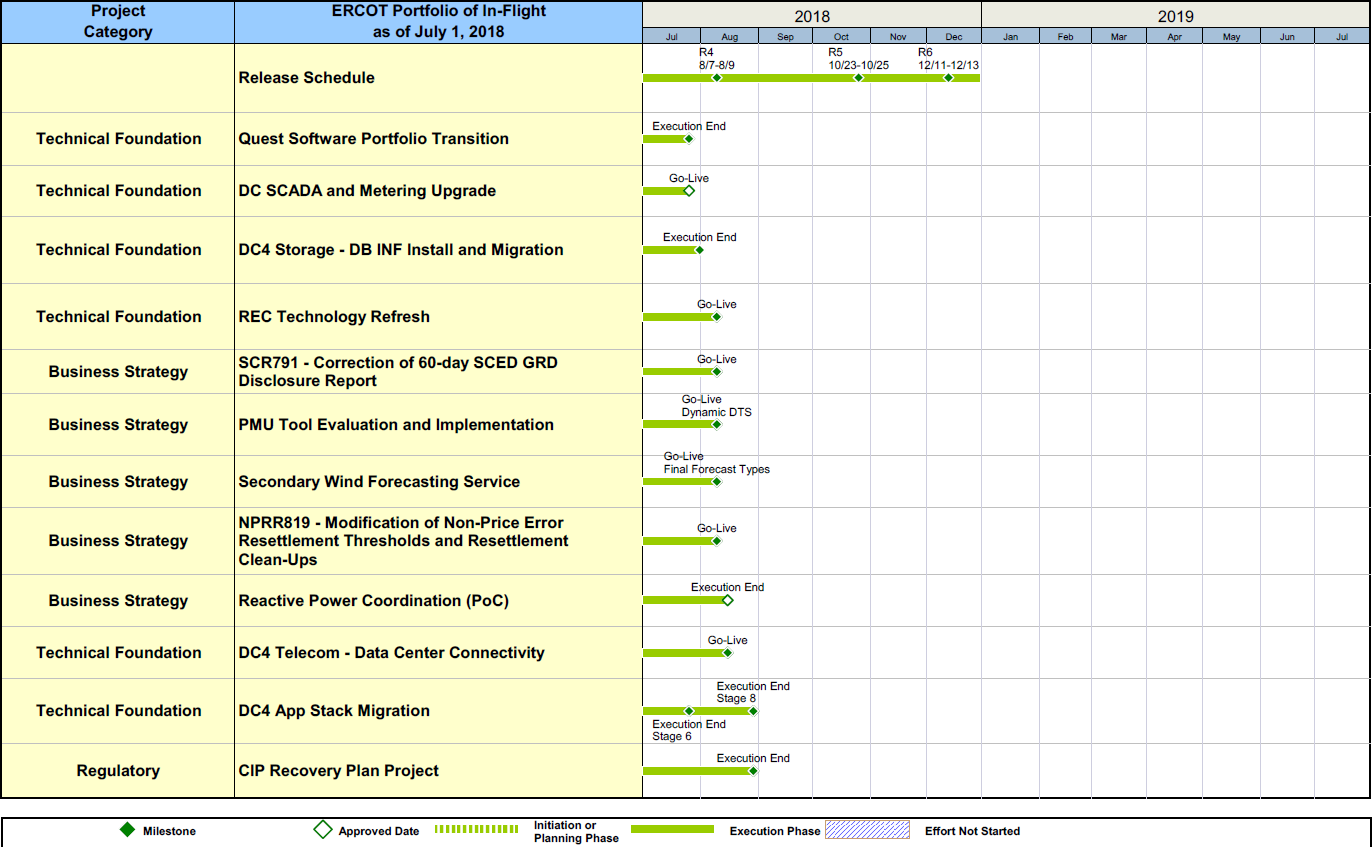 Project
Category
ERCOT Portfolio of In-Flight
as of July 1, 2018
2018
2019
Jul
Aug
Sep
Oct
Nov
Dec
Jan
Feb
Mar
Apr
May
Jun
Jul
Release Schedule
R4
8/7-8/9
R5
10/23-10/25
R6
12/11-12/13
Technical Foundation
Quest Software Portfolio Transition
Execution End
Technical Foundation
DC SCADA and Metering Upgrade
Go-Live
Technical Foundation
DC4 Storage - DB INF Install and Migration
Execution End
Technical Foundation
REC Technology Refresh
Go-Live
Business Strategy
SCR791 - Correction of 60-day SCED GRD
Disclosure Report
Go-Live
Business Strategy
PMU Tool Evaluation and Implementation
Go-Live
Dynamic DTS
Business Strategy
Secondary Wind Forecasting Service
Go-Live
Final Forecast Types
Business Strategy
NPRR819 - Modification of Non-Price Error
Resettlement Thresholds and Resettlement
Clean-Ups
Go-Live
Business Strategy
Reactive Power Coordination (PoC)
Execution End
Technical Foundation
DC4 Telecom - Data Center Connectivity
Go-Live
Technical Foundation
DC4 App Stack Migration
Execution End
Stage 8
Execution End
Stage 6
Regulatory
CIP Recovery Plan Project
Execution End
Milestone
Approved Date
Initiation or
Planning Phase
Execution Phase
Effort Not Started